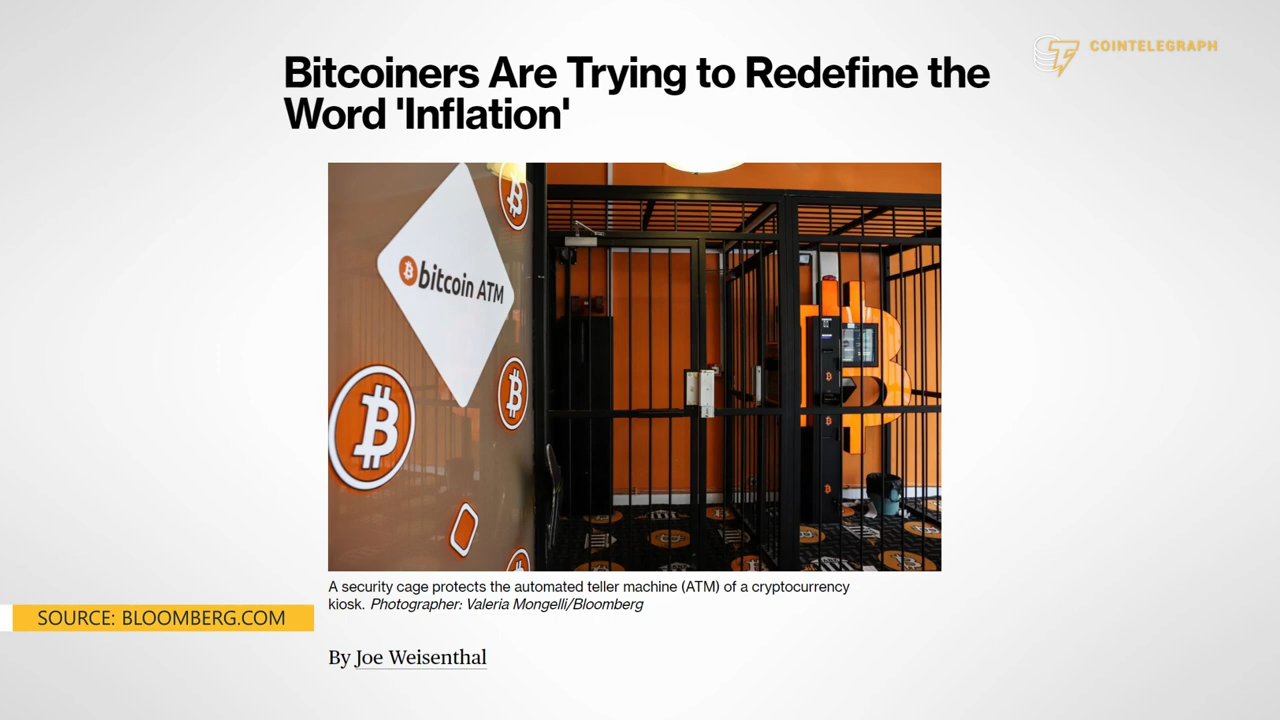 COINTELEGRAPH
Bitcoiners Are Trying to Redefine the
Word 'Inflation'
bitcoin ATM
A security cage protects the automated teller machine (ATM) of a cryptocurrency
kiosk. Photographer: Valeria Mongelli/Bloomberg
SOURCE: BLOOMBERG.COM
By Joe Weisenthal